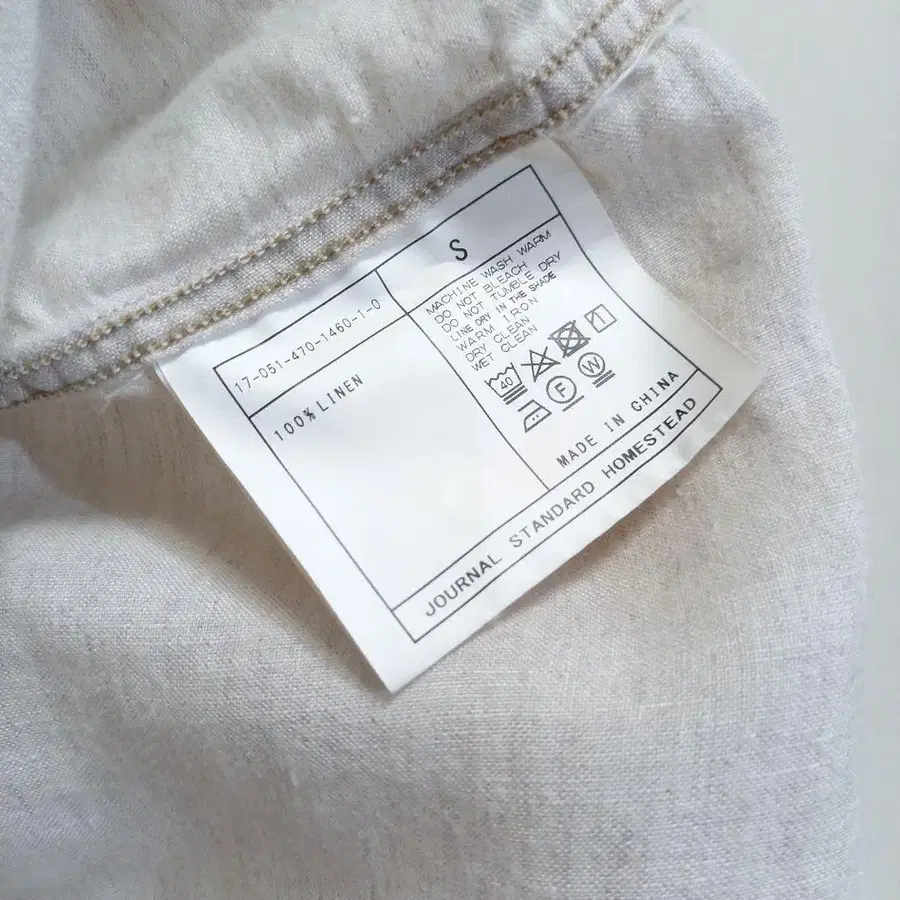 S
17-051-470-1460-1-0
100% LINEN
MACHINE WASH WARM
DO NOT BLEACH
DO NOT TUMBLE DRY
LINE DRY IN THE SHADE
WARM IRON
DRY CLEAN
WET CLEAN
40
F W
MADE IN CHINA
JOURNAL STANDARD HOMESTEAD